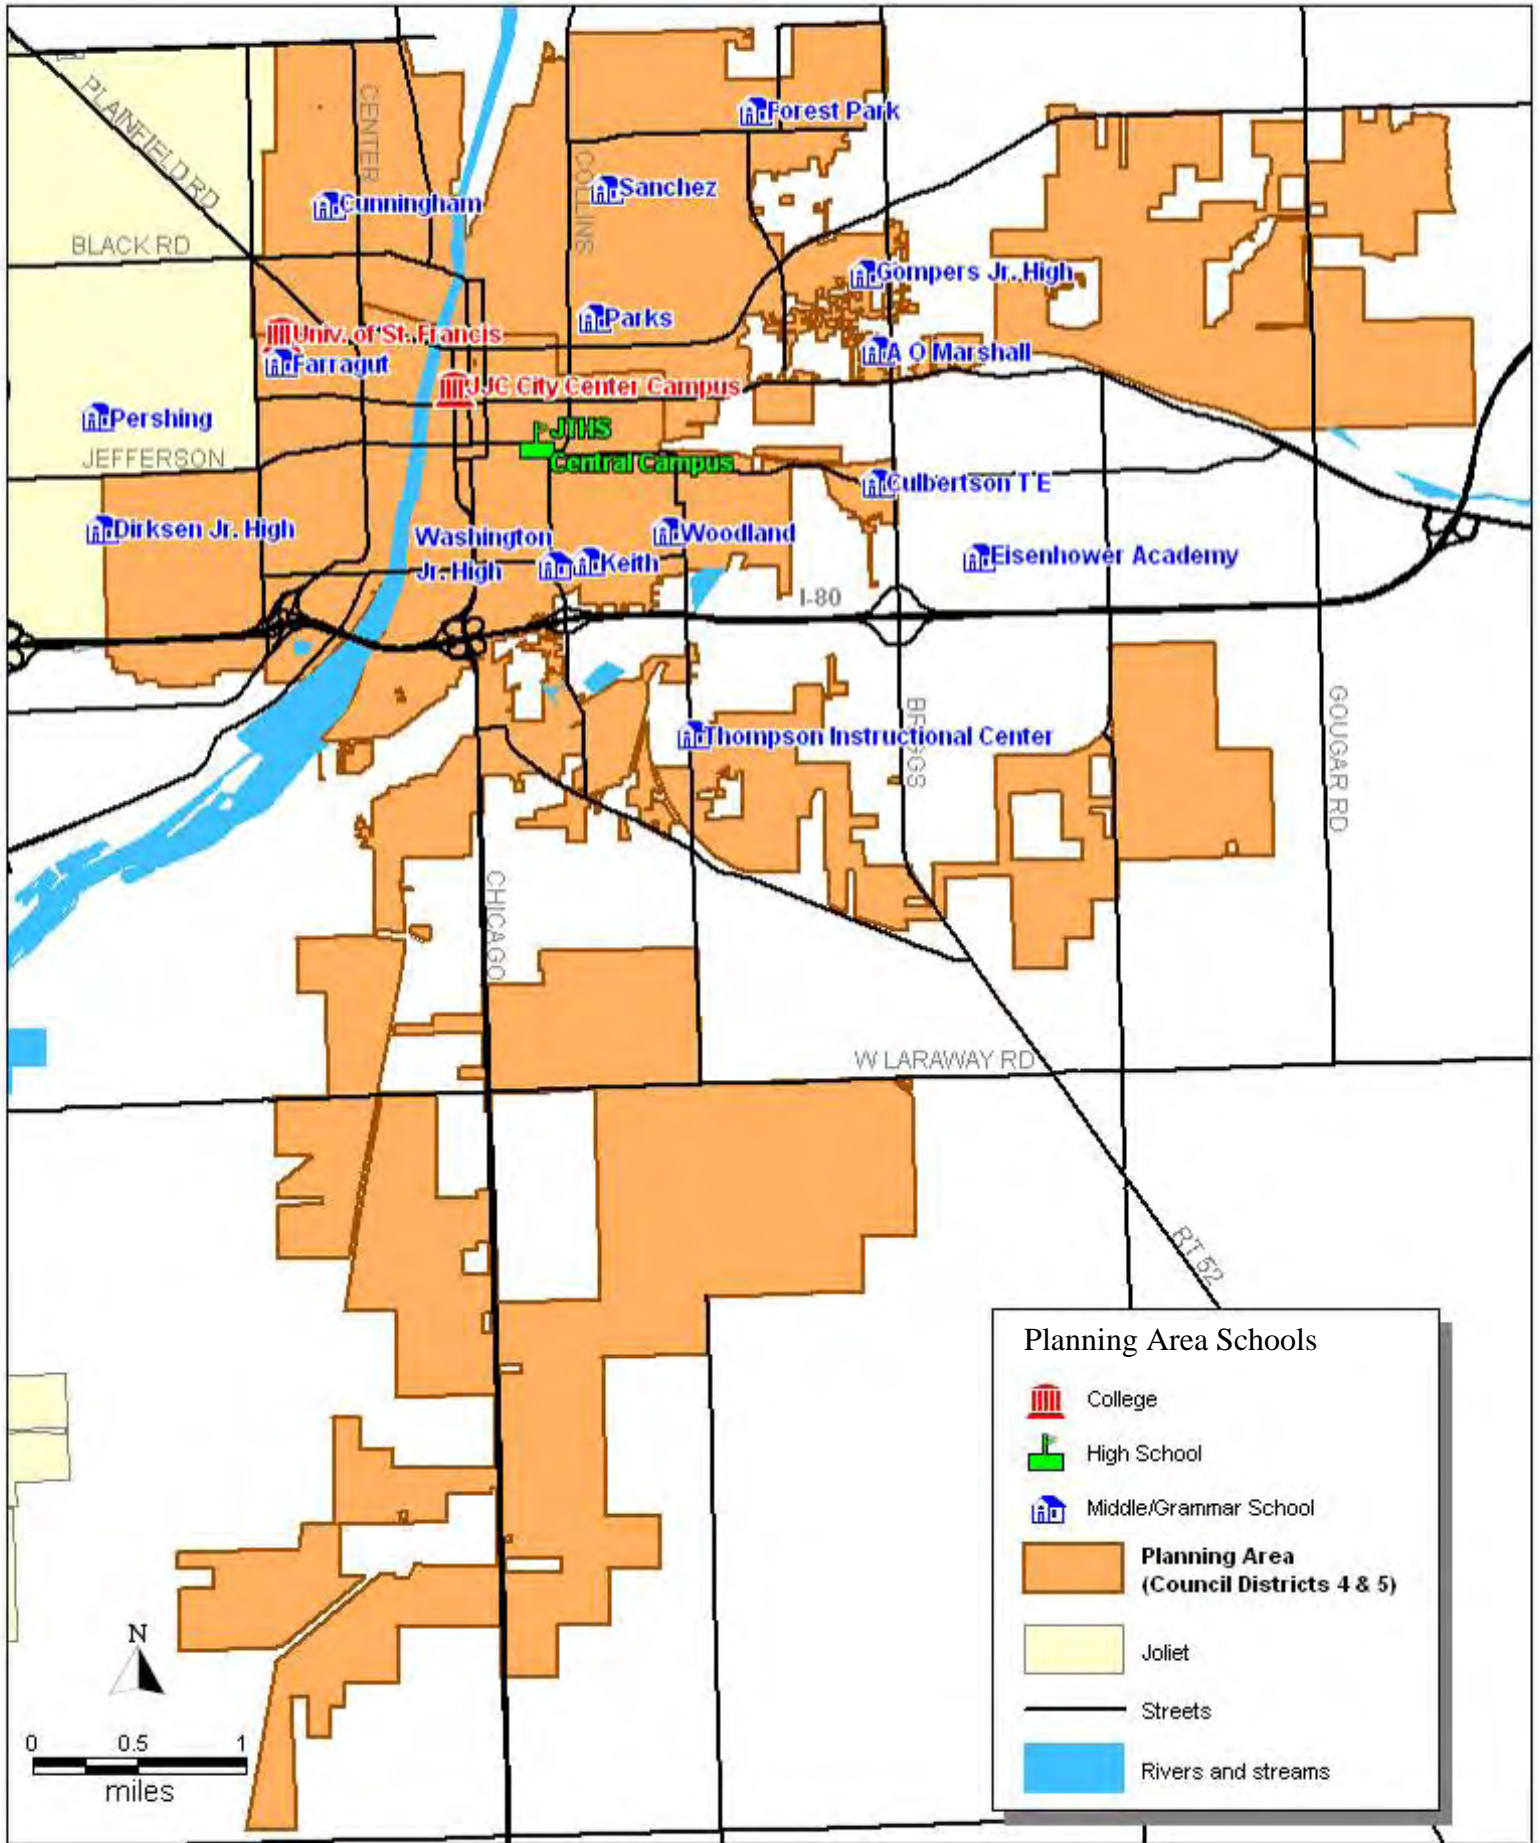 PLAINFIELD RD
CENTER
Forest Park
COLLINS
Sanchez
Cunningham
BLACK RD
Gompers Jr. High
Parks
Univ. of St. Francis
Farragut
A O Marshall
JJC City Center Campus
Pershing
JTHS
Central Campus
JEFFERSON
Culbertson T E
Dirksen Jr. High
Washington
Jr. High
Keith
Woodland
Eisenhower Academy
I-80
BRIGGS
GOUGAR RD
Thompson Instructional Center
CHICAGO
W LARAWAY RD
RT 52
Planning Area Schools
College
High School
Middle/Grammar School
Planning Area
(Council Districts 4 & 5)
Joliet
Streets
Rivers and streams
N
0 0.5 1
miles